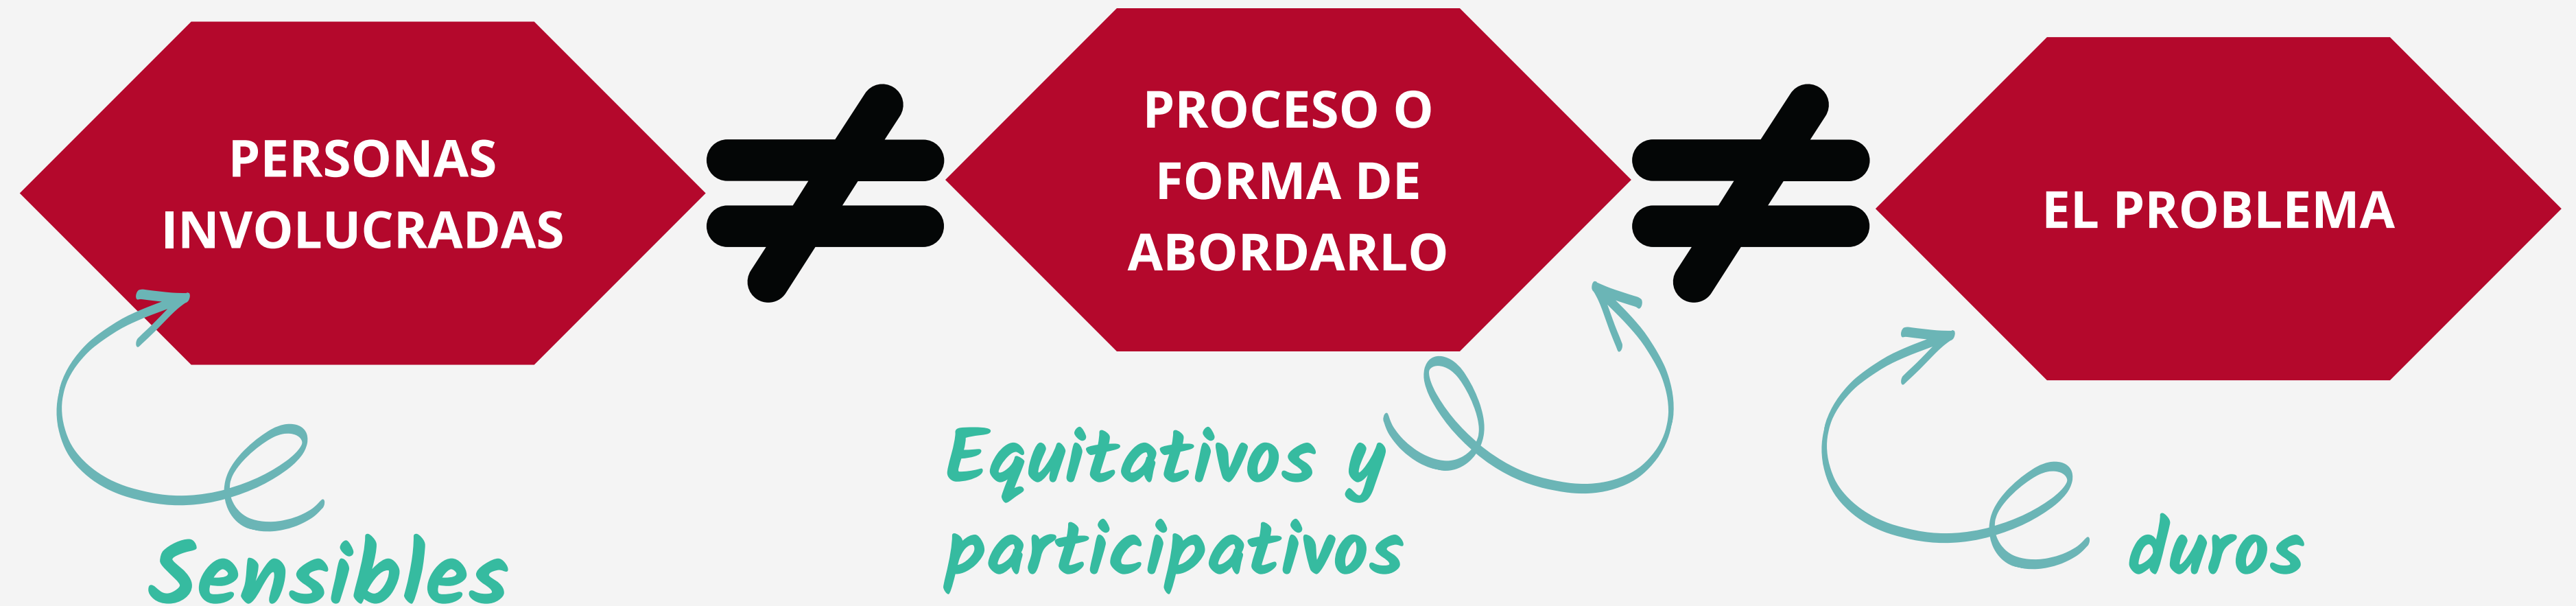 PERSONAS
INVOLUCRADAS
Sensibles
PROCESO O
FORMA DE
ABORDARLO
Equitativos y
participativos
EL PROBLEMA
duros